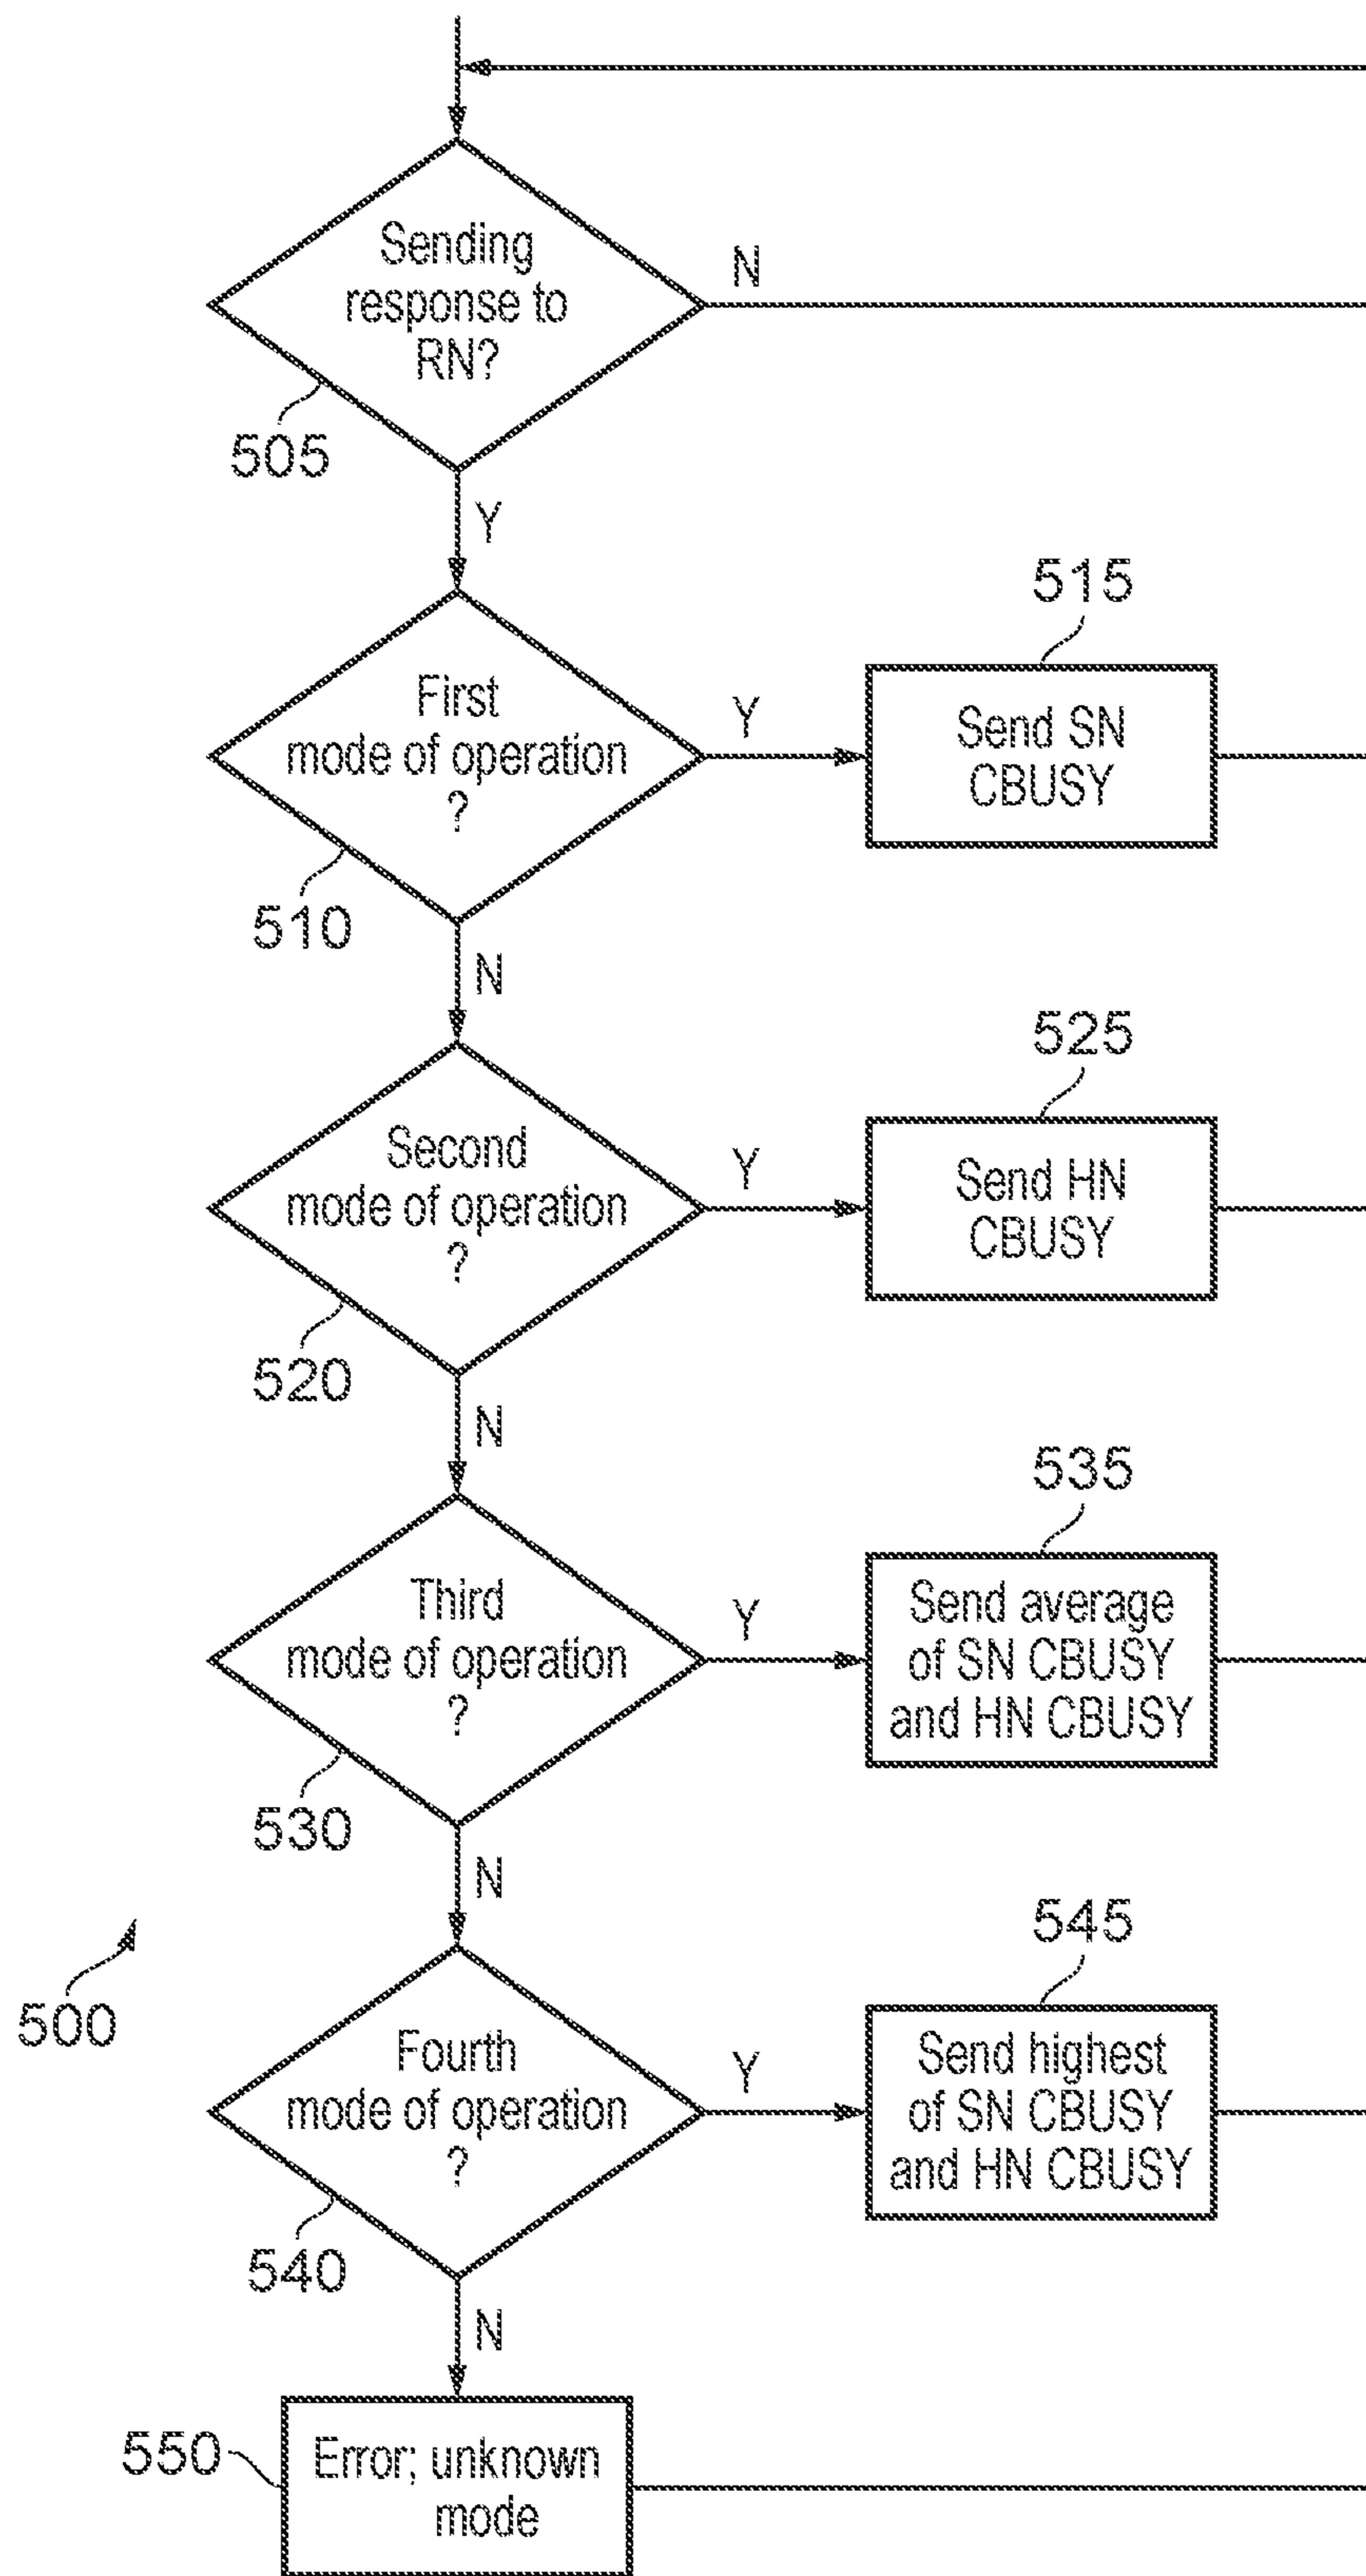 Sending
response to
RN?
N
505
Y
515
First
mode of operation
?
Y
Send SN
CBUSY
510
N
525
Second
mode of operation
?
Y
Send HN
CBUSY
520
N
535
Third
mode of operation
?
Y
Send average
of SN CBUSY
and HN CBUSY
530
N
545
500
Fourth
mode of operation
?
Y
Send highest
of SN CBUSY
and HN CBUSY
540
N
550
Error; unknown
mode